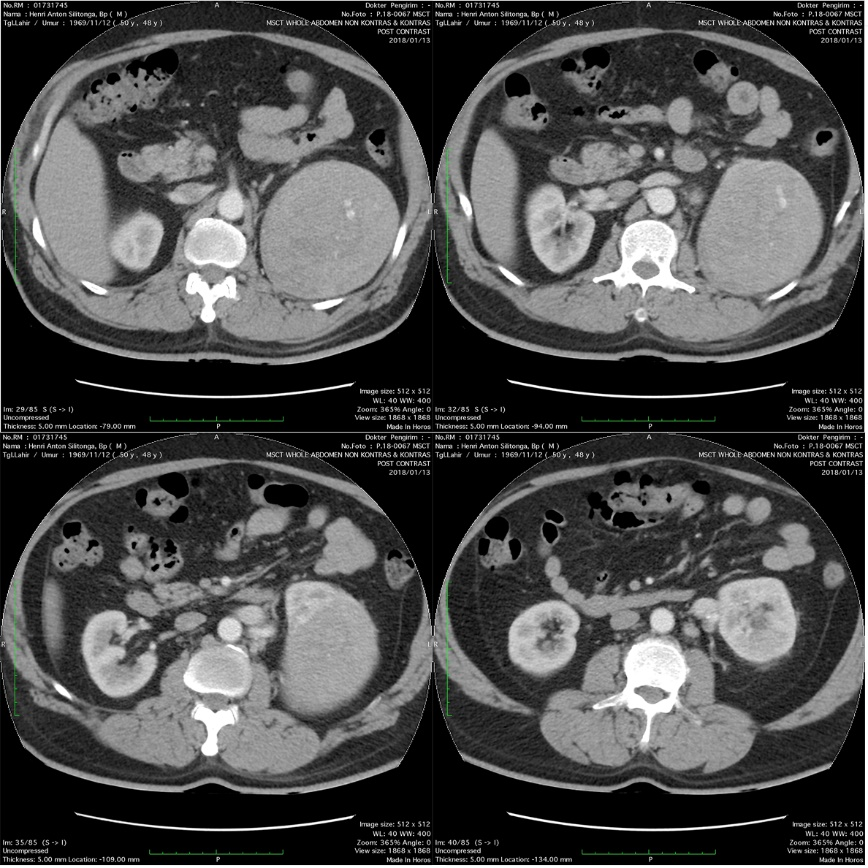 No.RM : 01731745
Nama : Henri Anton Silitonga, Bp ( M )
Tgl.Lahir / Umur : 1969/11/12 ( 50 y , 48 y )
A
Dokter Pengirim : -
No.Foto : P.18-0067 MSCT
MSCT WHOLE ABDOMEN NON KONTRAS & KONTRAS
POST CONTRAST
2018/01/13
R
Im: 29/85 S (S -> I)
Uncompressed
Thickness: 5.00 mm Location: -79.00 mm
P
Image size: 512 x 512
WL: 40 WW: 400
Zoom: 365% Angle: 0
View size: 1868 x 1868
Made In Horos
No.RM : 01731745
Nama : Henri Anton Silitonga, Bp ( M )
Tgl.Lahir / Umur : 1969/11/12 ( 50 y , 48 y )
A
Dokter Pengirim : -
No.Foto : P.18-0067 MSCT
MSCT WHOLE ABDOMEN NON KONTRAS & KONTRAS
POST CONTRAST
2018/01/13
R
L
Im: 32/85 S (S -> I)
Uncompressed
Thickness: 5.00 mm Location: -94.00 mm
P
Image size: 512 x 512
WL: 40 WW: 400
Zoom: 365% Angle: 0
View size: 1868 x 1868
Made In Horos
No.RM : 01731745
Nama : Henri Anton Silitonga, Bp ( M )
Tgl.Lahir / Umur : 1969/11/12 ( 50 y , 48 y )
A
Dokter Pengirim : -
No.Foto : P.18-0067 MSCT
MSCT WHOLE ABDOMEN NON KONTRAS & KONTRAS
POST CONTRAST
2018/01/13
R
L
Im: 35/85 (S -> I)
Uncompressed
Thickness: 5.00 mm Location: -109.00 mm
P
Image size: 512 x 512
WL: 40 WW: 400
Zoom: 365% Angle: 0
View size: 1868 x 1868
Made In Horos
No.RM : 01731745
Nama : Henri Anton Silitonga, Bp ( M )
Tgl.Lahir / Umur : 1969/11/12 ( 50 y , 48 y )
A
Dokter Pengirim : -
No.Foto : P.18-0067 MSCT
MSCT WHOLE ABDOMEN NON KONTRAS & KONTRAS
POST CONTRAST
2018/01/13
R
L
Im: 40/85 (S -> I)
Uncompressed
Thickness: 5.00 mm Location: -134.00 mm
P
Image size: 512 x 512
WL: 40 WW: 400
Zoom: 365% Angle: 0
View size: 1868 x 1868
Made In Horos